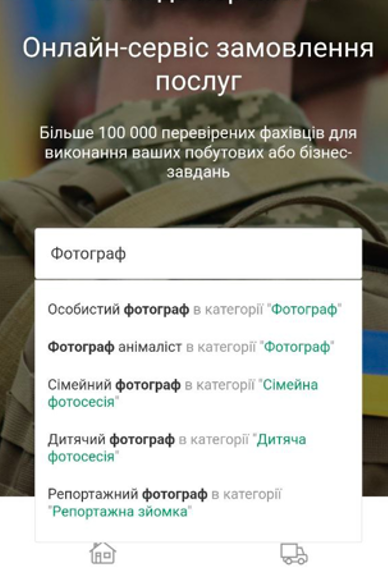 Онлайн-сервіс замовлення
послуг
Більше 100 000 перевірених фахівців для
виконання ваших побутових або бізнес-
завдань
Фотограф
Особистий фотограф в категорії "Фотограф"
Фотограф анімаліст в категорії "Фотограф"
Сімейний фотограф в категорії "Сімейна
фотосесія"
Дитячий фотограф в категорії "Дитяча
фотосесія"
Репортажний фотограф в категорії
"Репортажна зйомка"